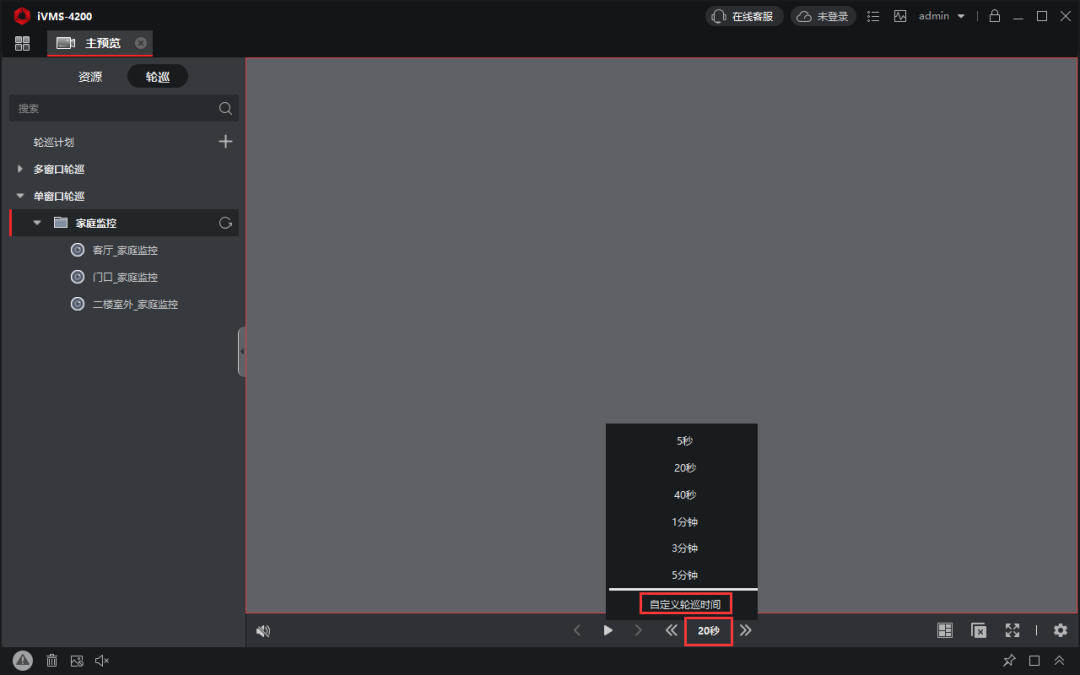 iVMS-4200
在线客服
未登录
admin
主预览
资源
轮巡
搜索
轮巡计划
多窗口轮巡
单窗口轮巡
家庭监控
客厅_家庭监控
门口_家庭监控
二楼室外_家庭监控
5秒
20秒
40秒
1分钟
3分钟
5分钟
自定义轮巡时间
20秒